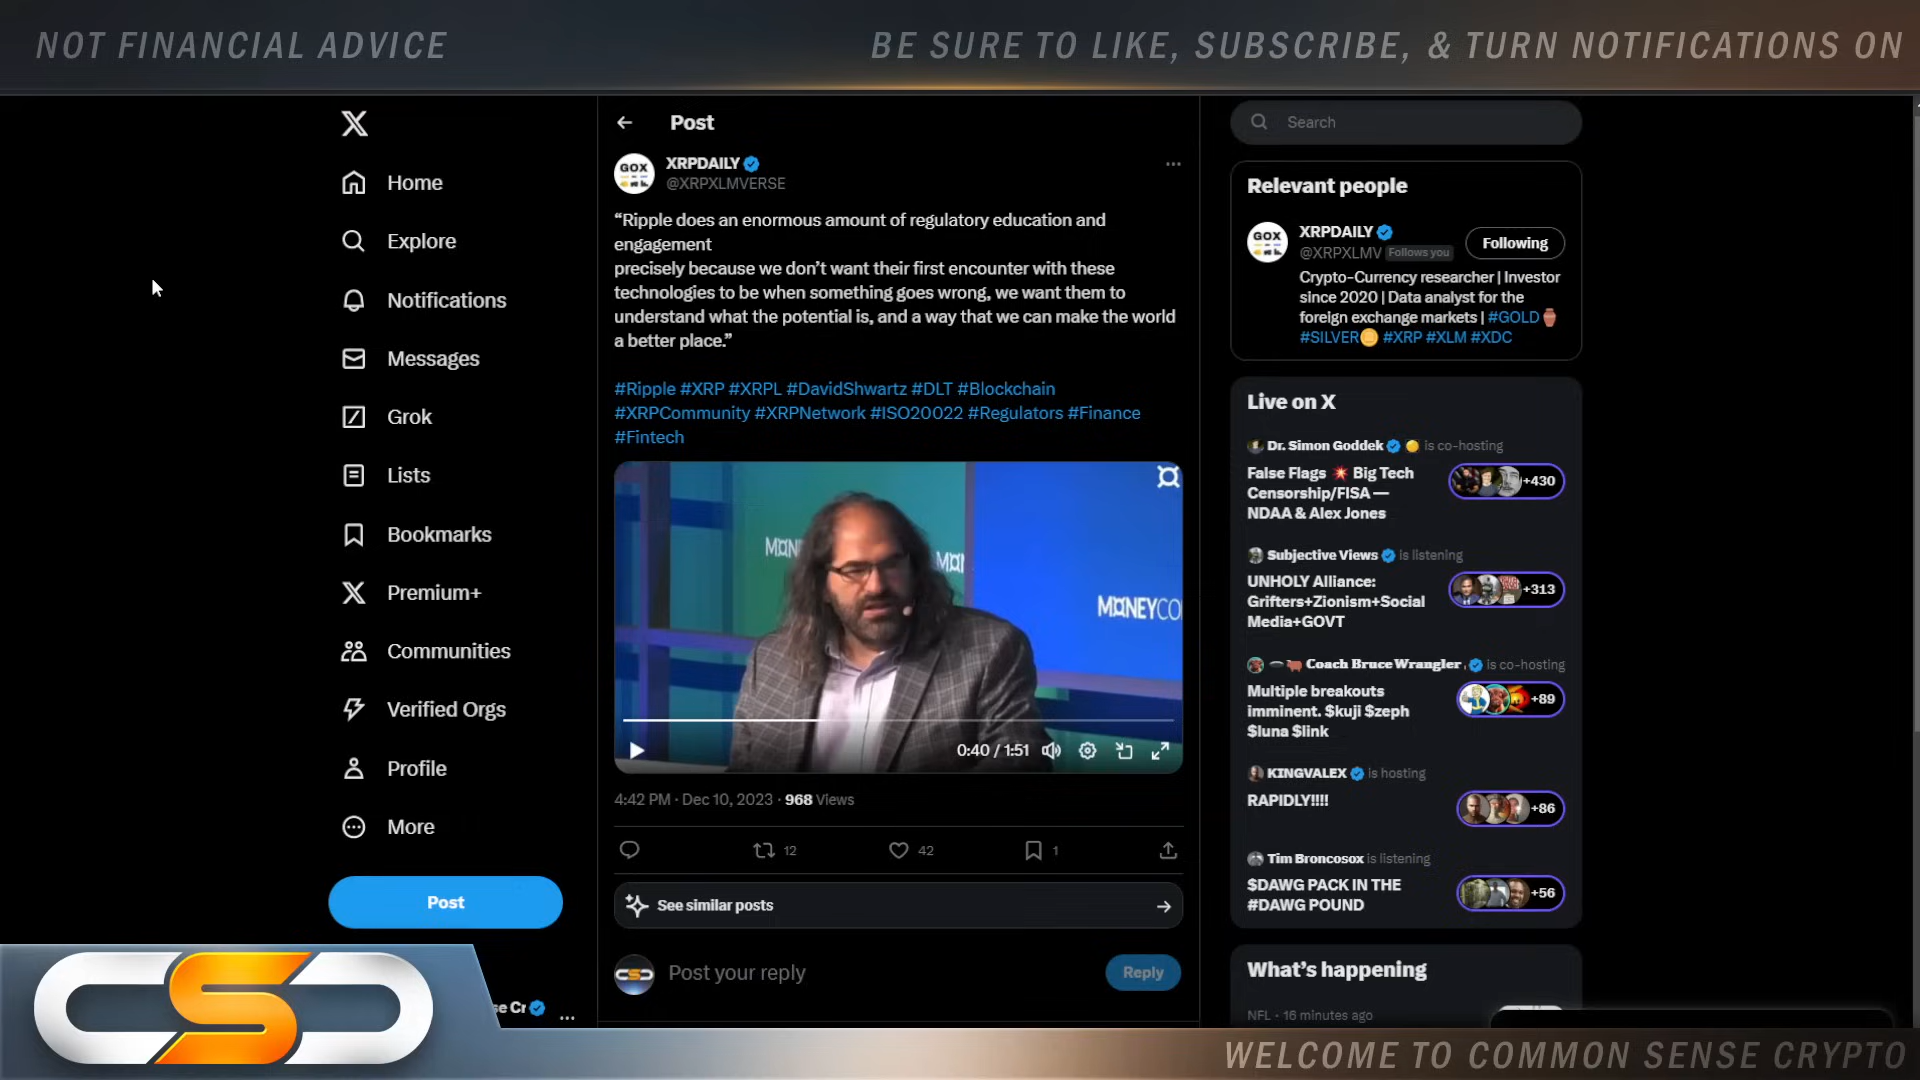 NOT FINANCIAL ADVICE
BE SURE TO LIKE, SUBSCRIBE, & TURN NOTIFICATIONS ON
Home
Explore
Notifications
Messages
Grok
Lists
Bookmarks
Premium+
Communities
Verified Orgs
Profile
More
Post
se Cr
...
Post
GOX
XRPDAILY
@XRPXLMVERSE
“Ripple does an enormous amount of regulatory education and
engagement
precisely because we don’t want their first encounter with these
technologies to be when something goes wrong, we want them to
understand what the potential is, and a way that we can make the world
a better place.”
#Ripple #XRP #XRPL #DavidShwartz #DLT #Blockchain
#XRPCommunity #XRPNetwork #ISO20022 #Regulators #Finance
#Fintech
MON
MON
MONEYCO
0:40 / 1:51
4:42 PM · Dec 10, 2023 · 968 Views
12
42
1
See similar posts
Post your reply
Reply
Search
Relevant people
GOX
XRPDAILY
@XRPXLMV Follows you
Following
Crypto-Currency researcher | Investor
since 2020 | Data analyst for the
foreign exchange markets | #GOLD
#SILVER #XRP #XLM #XDC
Live on X
Dr. Simon Goddek is co-hosting
False Flags 💥 Big Tech
Censorship/FISA —
NDAA & Alex Jones
+430
Subjective Views is listening
UNHOLY Alliance:
Grifters+Zionism+Social
Media+GOVT
+313
Coach Bruce Wrangler is co-hosting
Multiple breakouts
imminent. $kuji $zeph
$luna $link
+89
KINGVALEX is hosting
RAPIDLY!!!!
+86
Tim Broncosox is listening
$DAWG PACK IN THE
#DAWG POUND
+56
What’s happening
NFL · 16 minutes ago
CSC
WELCOME TO COMMON SENSE CRYPTO